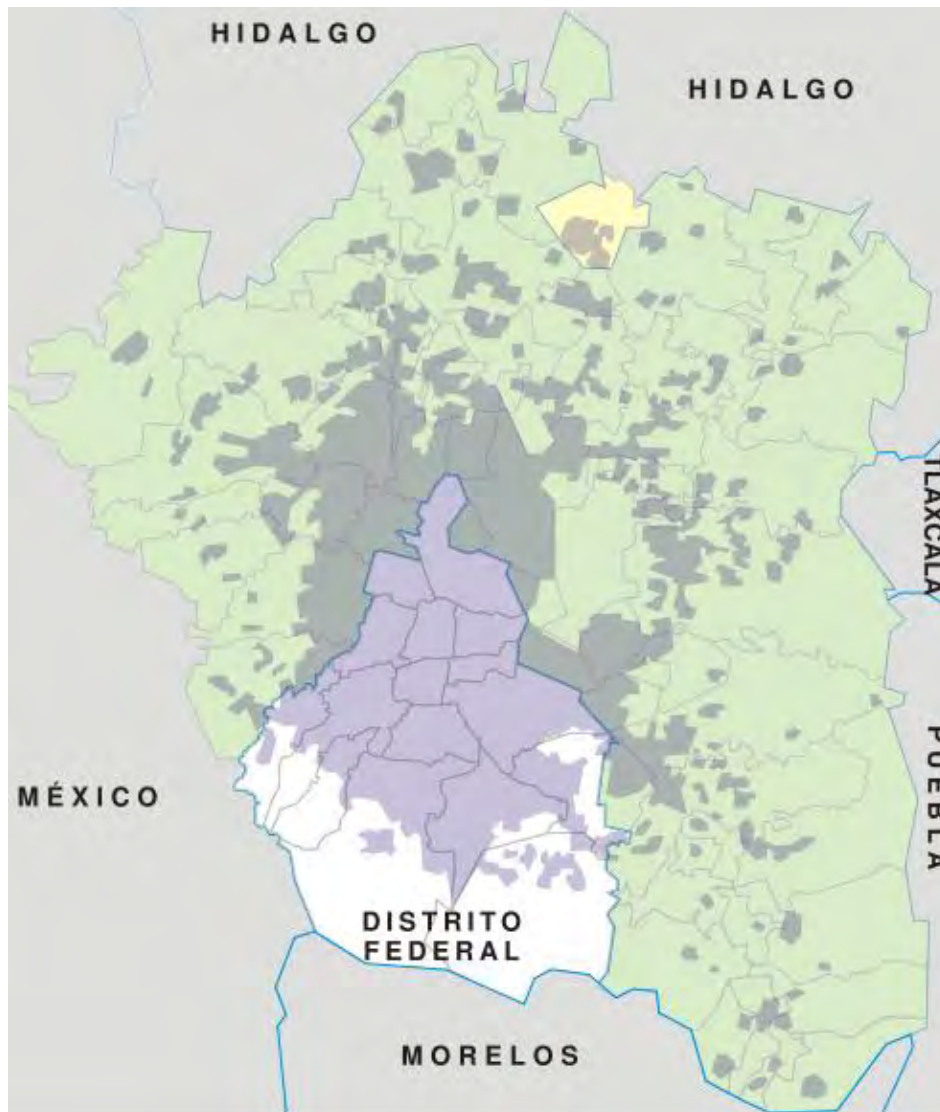 HIDALGO
HIDALGO
TLAXCALA
PUEBLA
MÉXICO
DISTRITO
FEDERAL
MORELOS